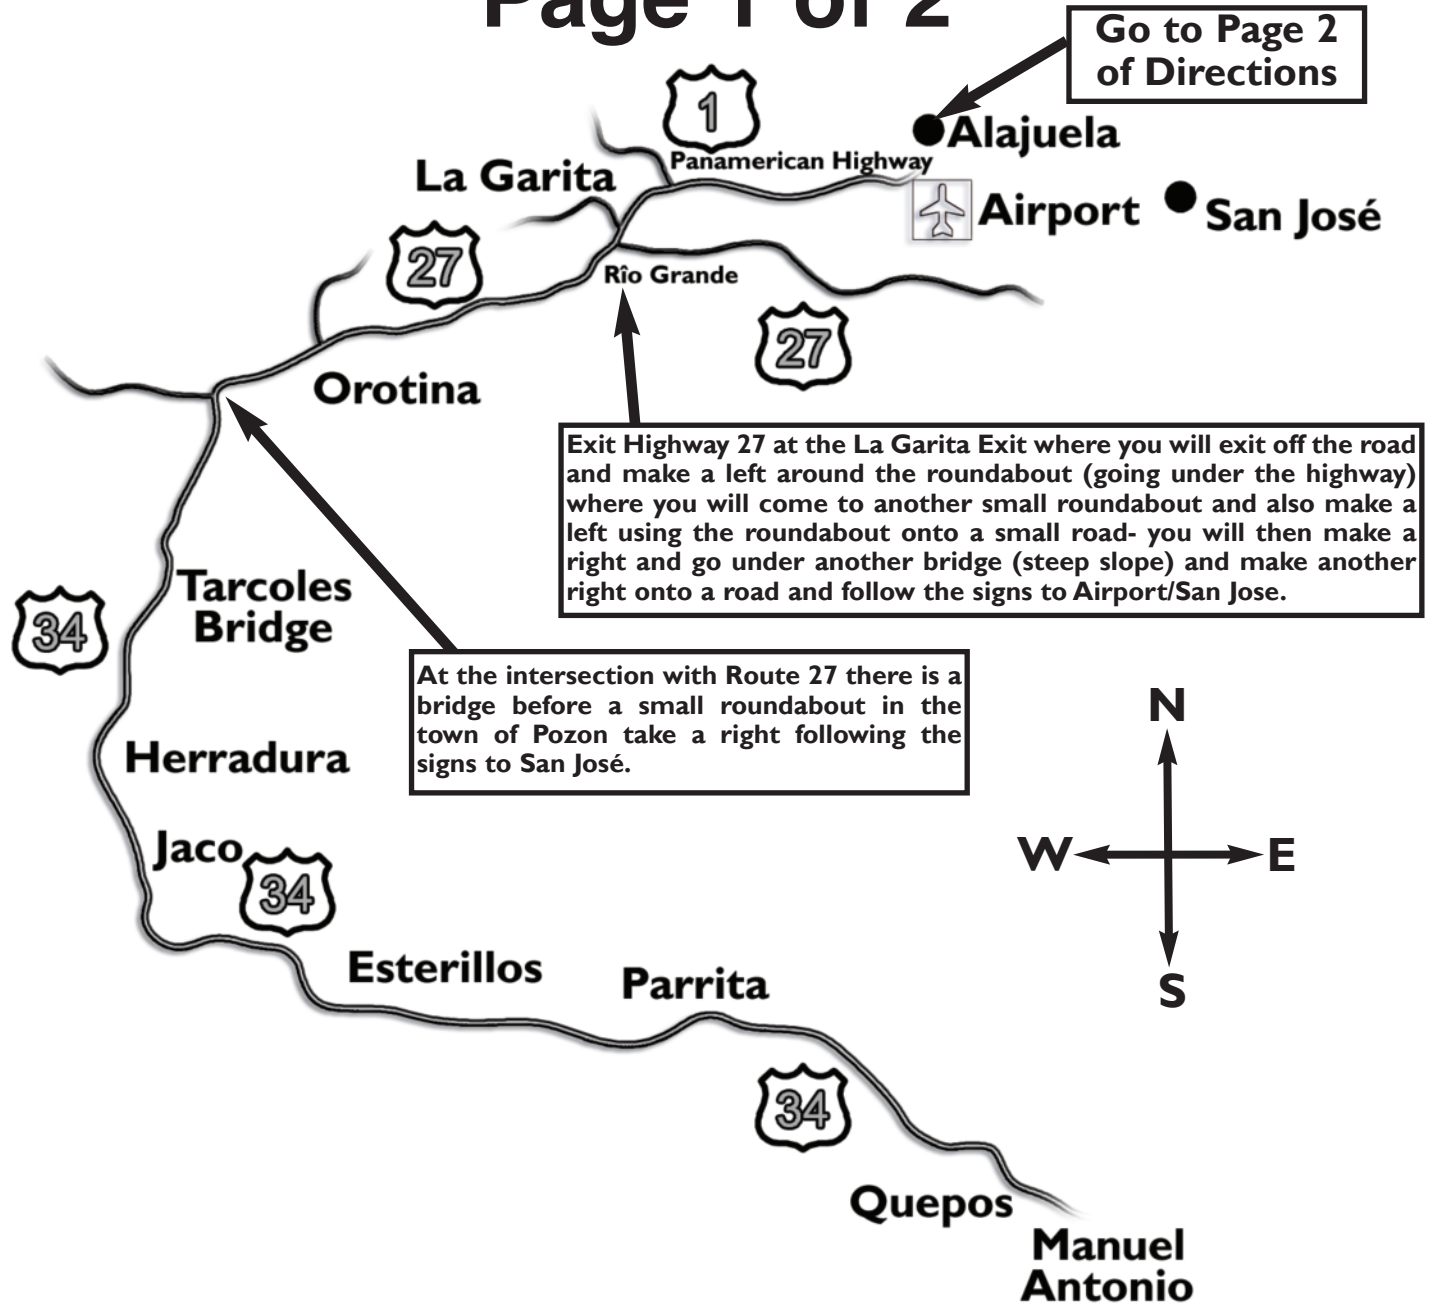 Page 1 of 2
Go to Page 2
of Directions
1
Alajuela
Panamerican Highway
La Garita
Airport
San José
27
Rîo Grande
27
Orotina
Exit Highway 27 at the La Garita Exit where you will exit off the road
and make a left around the roundabout (going under the highway)
where you will come to another small roundabout and also make a
left using the roundabout onto a small road- you will then make a
right and go under another bridge (steep slope) and make another
right onto a road and follow the signs to Airport/San Jose.
Tarcoles
Bridge
34
At the intersection with Route 27 there is a
bridge before a small roundabout in the
town of Pozon take a right following the
signs to San José.
N
Herradura
W
E
Jaco
34
S
Esterillos
Parrita
34
Quepos
Manuel
Antonio